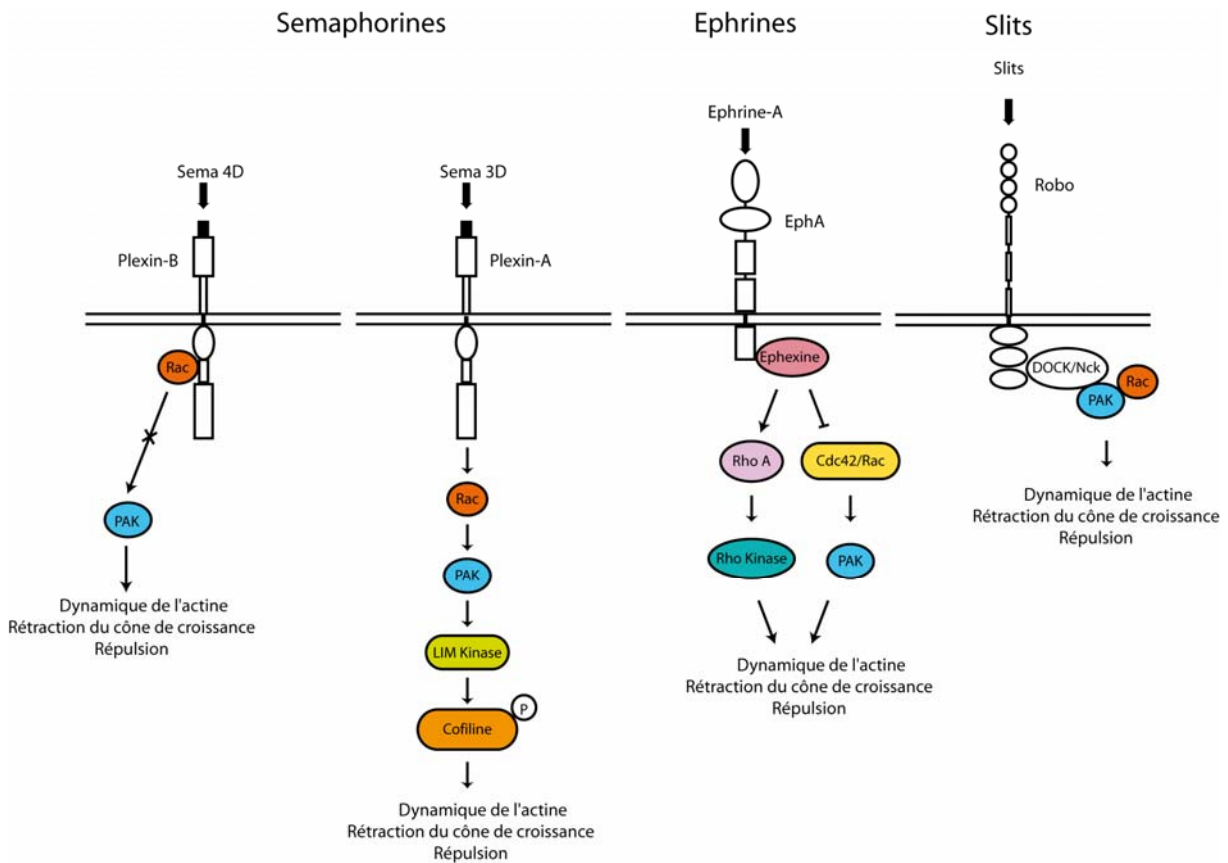 Semaphorines
Ephrines
Slits
Sema 4D
Plexin-B
Rac
PAK
Dynamique de l'actine
Rétraction du cône de croissance
Répulsion
Sema 3D
Plexin-A
Rac
PAK
LIM Kinase
P
Cofiline
Dynamique de l'actine
Rétraction du cône de croissance
Répulsion
Ephrine-A
EphA
Ephexine
Rho A
Cdc42/Rac
Rho Kinase
PAK
Dynamique de l'actine
Rétraction du cône de croissance
Répulsion
Slits
Robo
DOCK/Nck
Rac
PAK
Dynamique de l'actine
Rétraction du cône de croissance
Répulsion